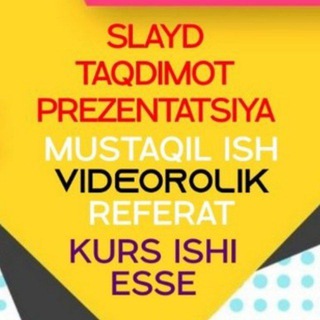 SLAYD
TAQDIMOT
PREZENTATSIYA
MUSTAQIL ISH
VIDEOROLIK
REFERAT
KURS ISHI
ESSE